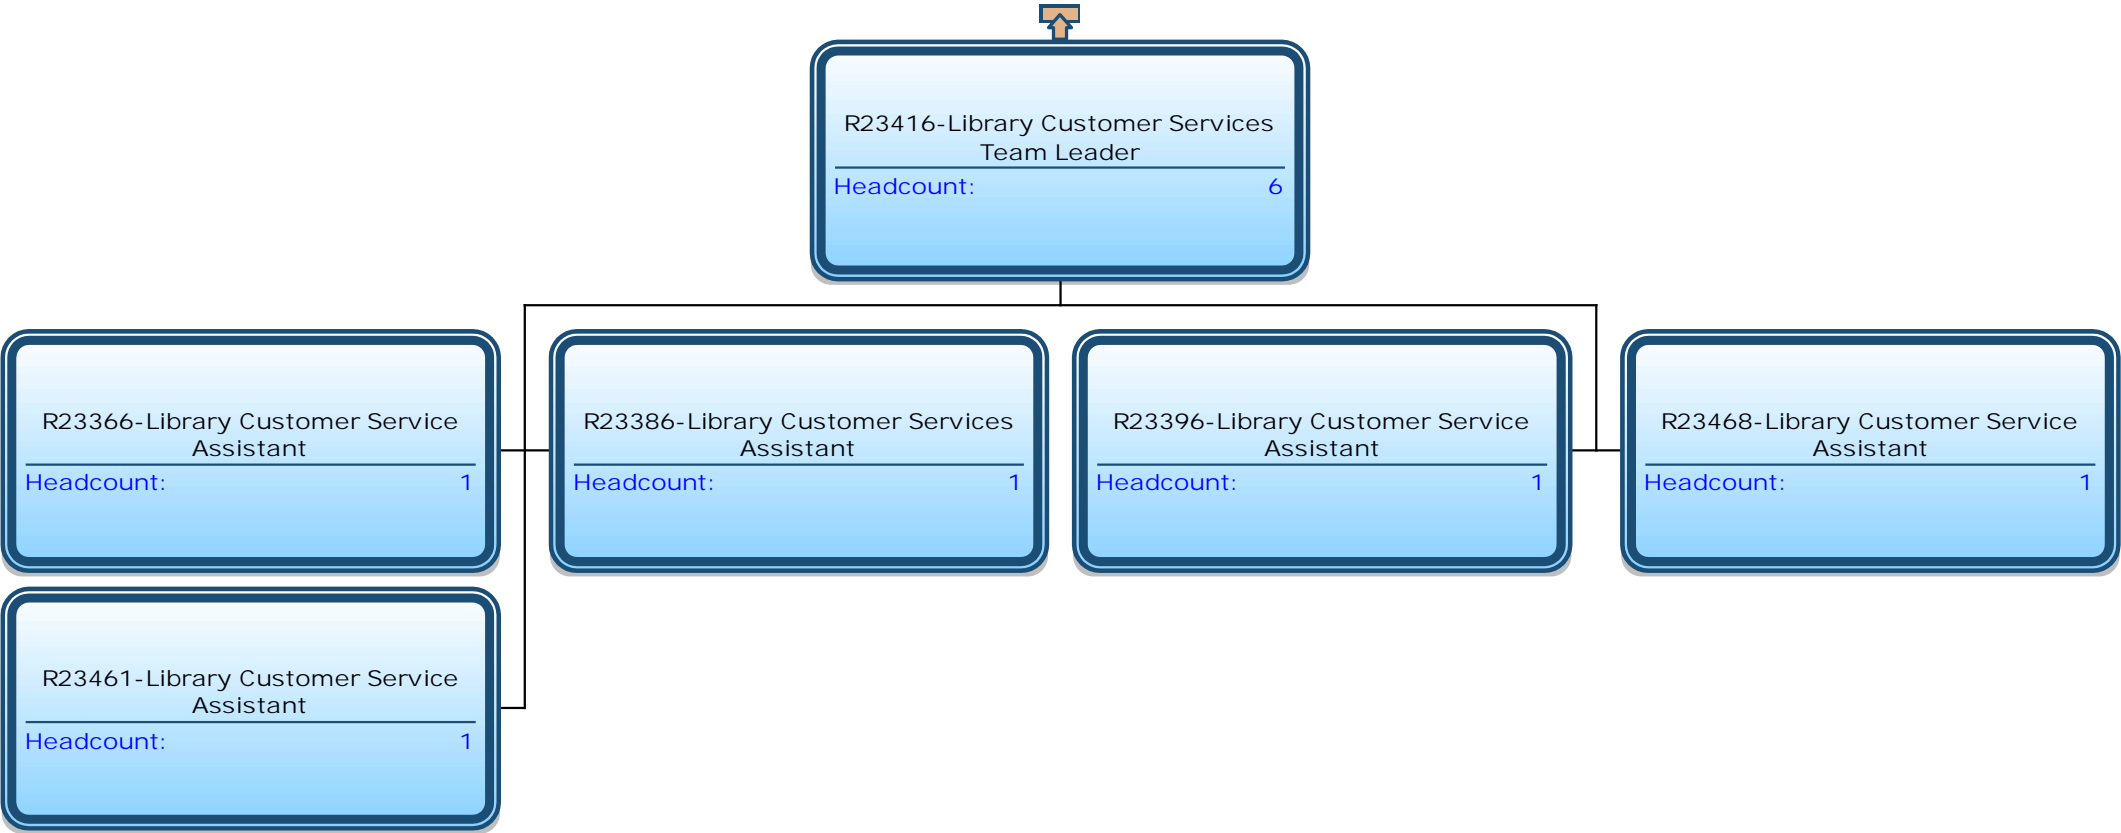 R23416-Library Customer Services
Team Leader
Headcount: 6
R23366-Library Customer Service
Assistant
Headcount: 1
R23386-Library Customer Services
Assistant
Headcount: 1
R23396-Library Customer Service
Assistant
Headcount: 1
R23468-Library Customer Service
Assistant
Headcount: 1
R23461-Library Customer Service
Assistant
Headcount: 1